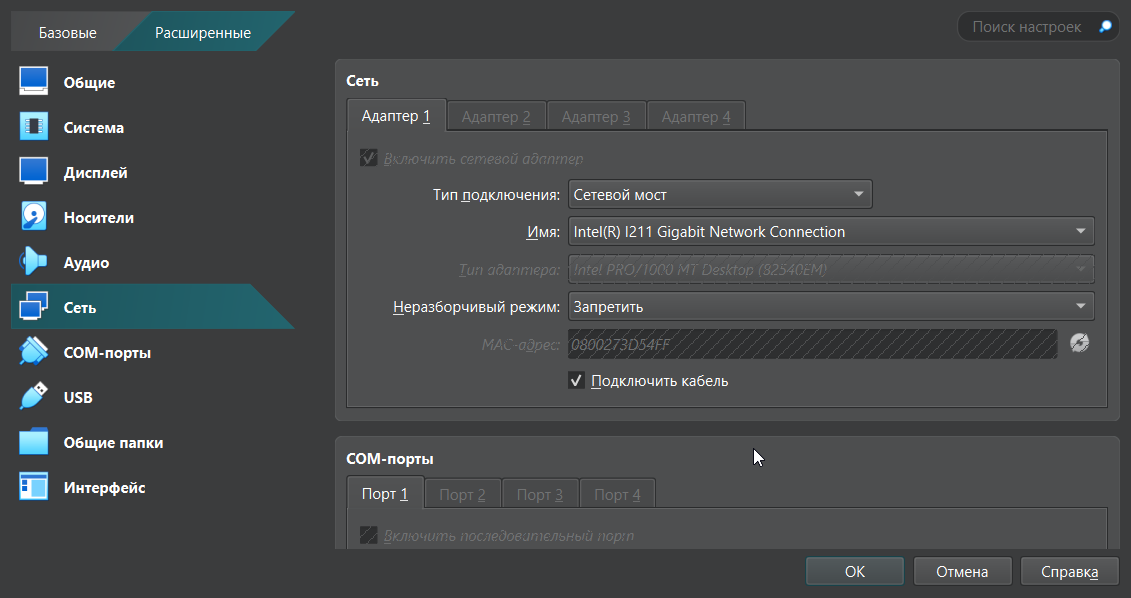 Базовые
Расширенные
Поиск настроек
Общие
Система
Дисплей
Носители
Аудио
Сеть
COM-порты
USB
Общие папки
Интерфейс
Сеть
Адаптер 1
Адаптер 2
Адаптер 3
Адаптер 4
Включить сетевой адаптер
Тип подключения: Сетевой мост
Имя: Intel(R) I211 Gigabit Network Connection
Тип адаптера: Intel PRO/1000 MT Desktop (82540EM)
Неразборчивый режим: Запретить
MAC-адрес: 0800273D54FF
Подключить кабель
COM-порты
Порт 1
Порт 2
Порт 3
Порт 4
Включить последовательный порт
OK
Отмена
Справка